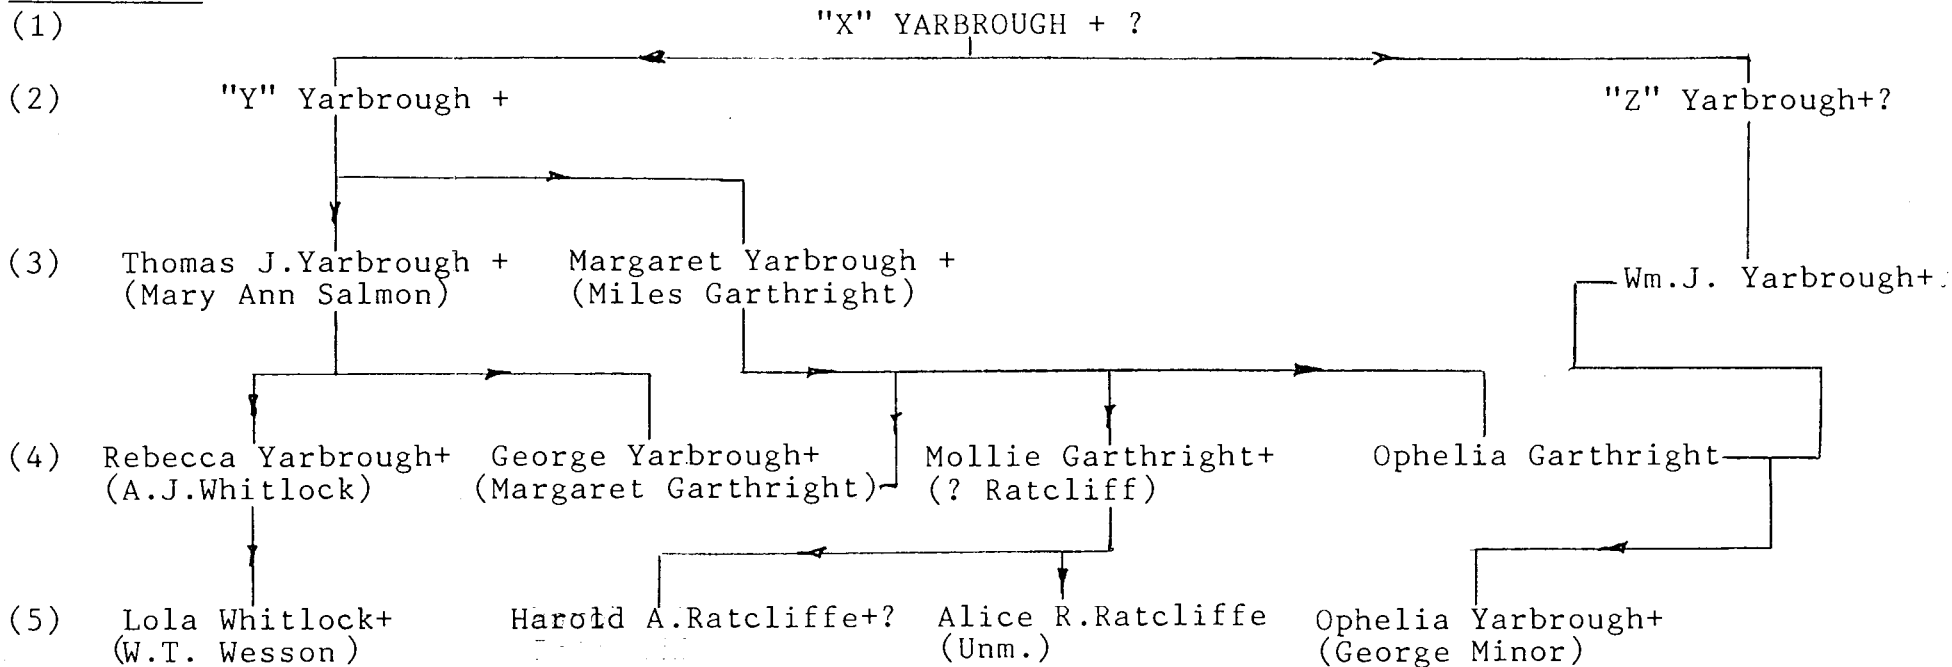 (1) "X" YARBROUGH + ?
(2) "Y" Yarbrough + "Z" Yarbrough+?
(3) Thomas J.Yarbrough + Margaret Yarbrough + Wm.J. Yarbrough+
(Mary Ann Salmon) (Miles Garthright)
(4) Rebecca Yarbrough+ George Yarbrough+ Mollie Garthright+ Ophelia Garthright
(A.J.Whitlock) (Margaret Garthright) (? Ratcliff)
(5) Lola Whitlock+ Harold A.Ratcliffe+? Alice R.Ratcliffe Ophelia Yarbrough+
(W.T. Wesson) (Unm.) (George Minor)